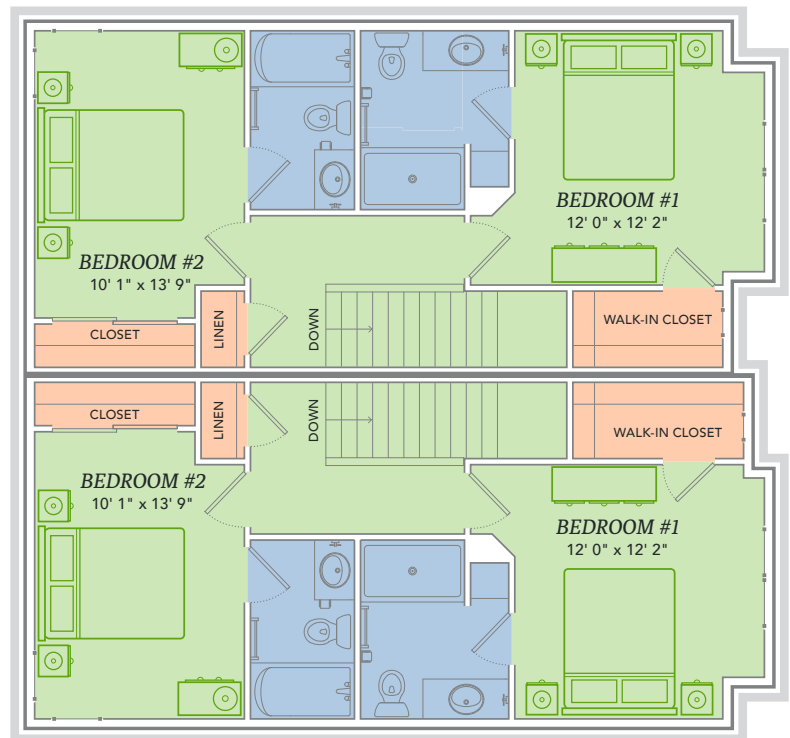 BEDROOM #1
12' 0" x 12' 2"
BEDROOM #2
10' 1" x 13' 9"
CLOSET
LINEN
DOWN
WALK-IN CLOSET
CLOSET
LINEN
DOWN
WALK-IN CLOSET
BEDROOM #2
10' 1" x 13' 9"
BEDROOM #1
12' 0" x 12' 2"